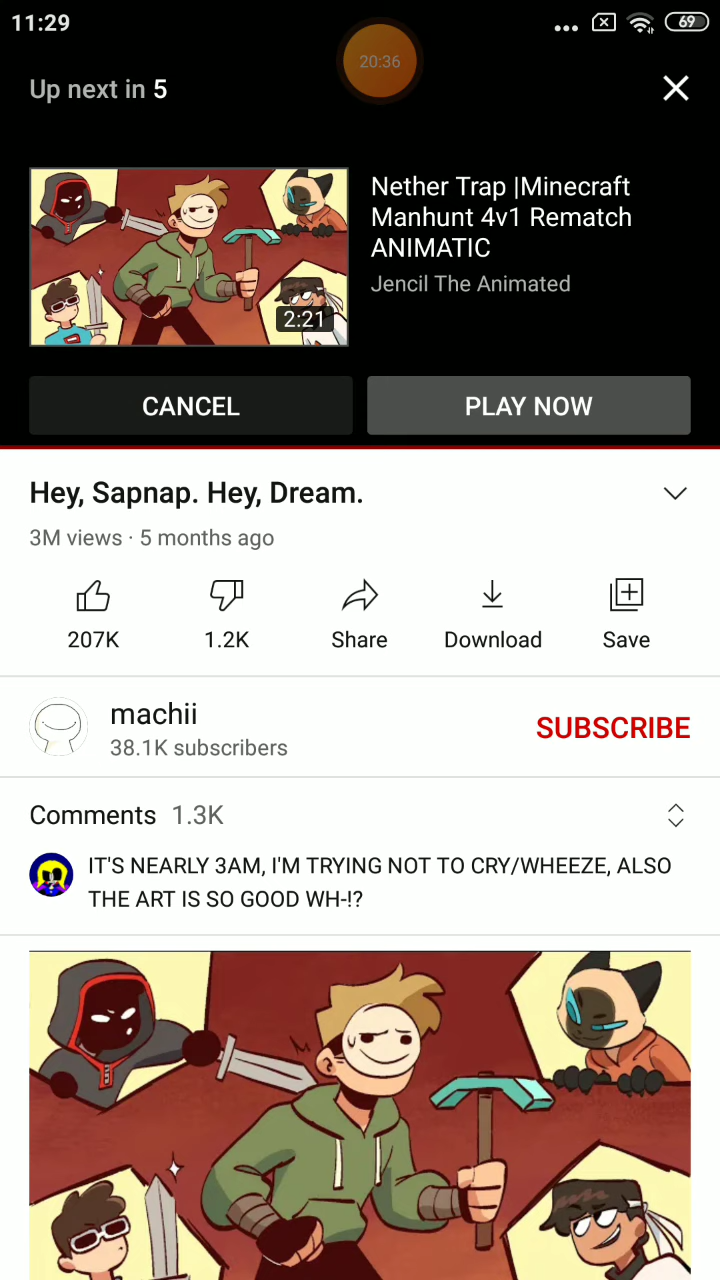 11:29
69
20:36
Up next in 5
Nether Trap |Minecraft
Manhunt 4v1 Rematch
ANIMATIC
Jencil The Animated
2:21
CANCEL
PLAY NOW
Hey, Sapnap. Hey, Dream.
3M views · 5 months ago
207K
1.2K
Share
Download
Save
machii
38.1K subscribers
SUBSCRIBE
Comments 1.3K
IT'S NEARLY 3AM, I'M TRYING NOT TO CRY/WHEEZE, ALSO
THE ART IS SO GOOD WH-!?